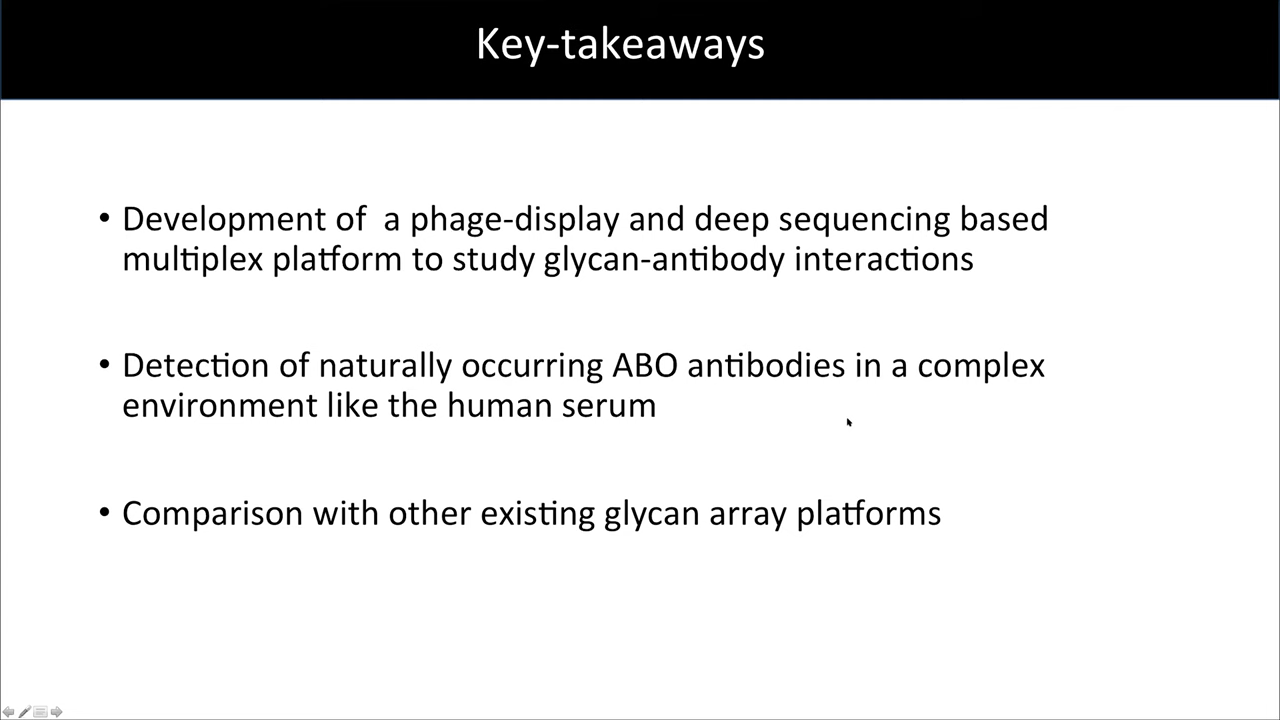 Key-takeaways
• Development of  a phage-display and deep sequencing based
multiplex platform to study glycan-antibody interactions
• Detection of naturally occurring ABO antibodies in a complex
environment like the human serum
• Comparison with other existing glycan array platforms